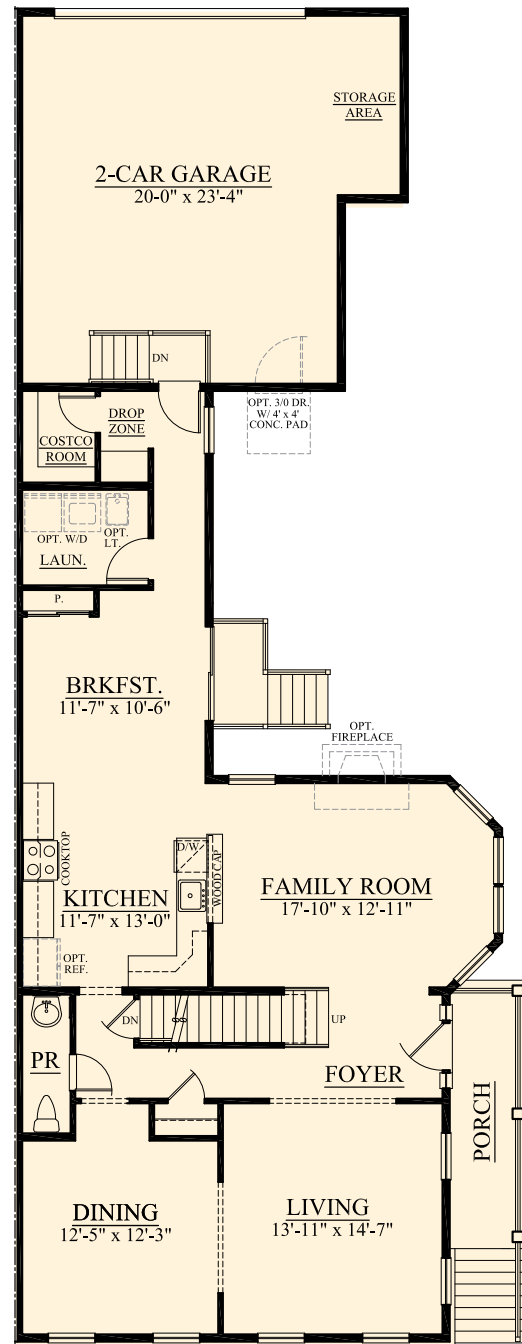 STORAGE
AREA
2-CAR GARAGE
20-0" x 23'-4"
DN
OPT. 3/0 DR.
W/ 4' x 4'
CONC. PAD
DROP
ZONE
COSTCO
ROOM
OPT. W/D
OPT.
LT.
LAUN.
P.
BRKFST.
11'-7" x 10'-6"
OPT.
FIREPLACE
COOKTOP
D/W
WOOD CAP
KITCHEN
11'-7" x 13'-0"
FAMILY ROOM
17'-10" x 12'-11"
OPT.
REF.
DN
UP
PR
FOYER
PORCH
DINING
12'-5" x 12'-3"
LIVING
13'-11" x 14'-7"